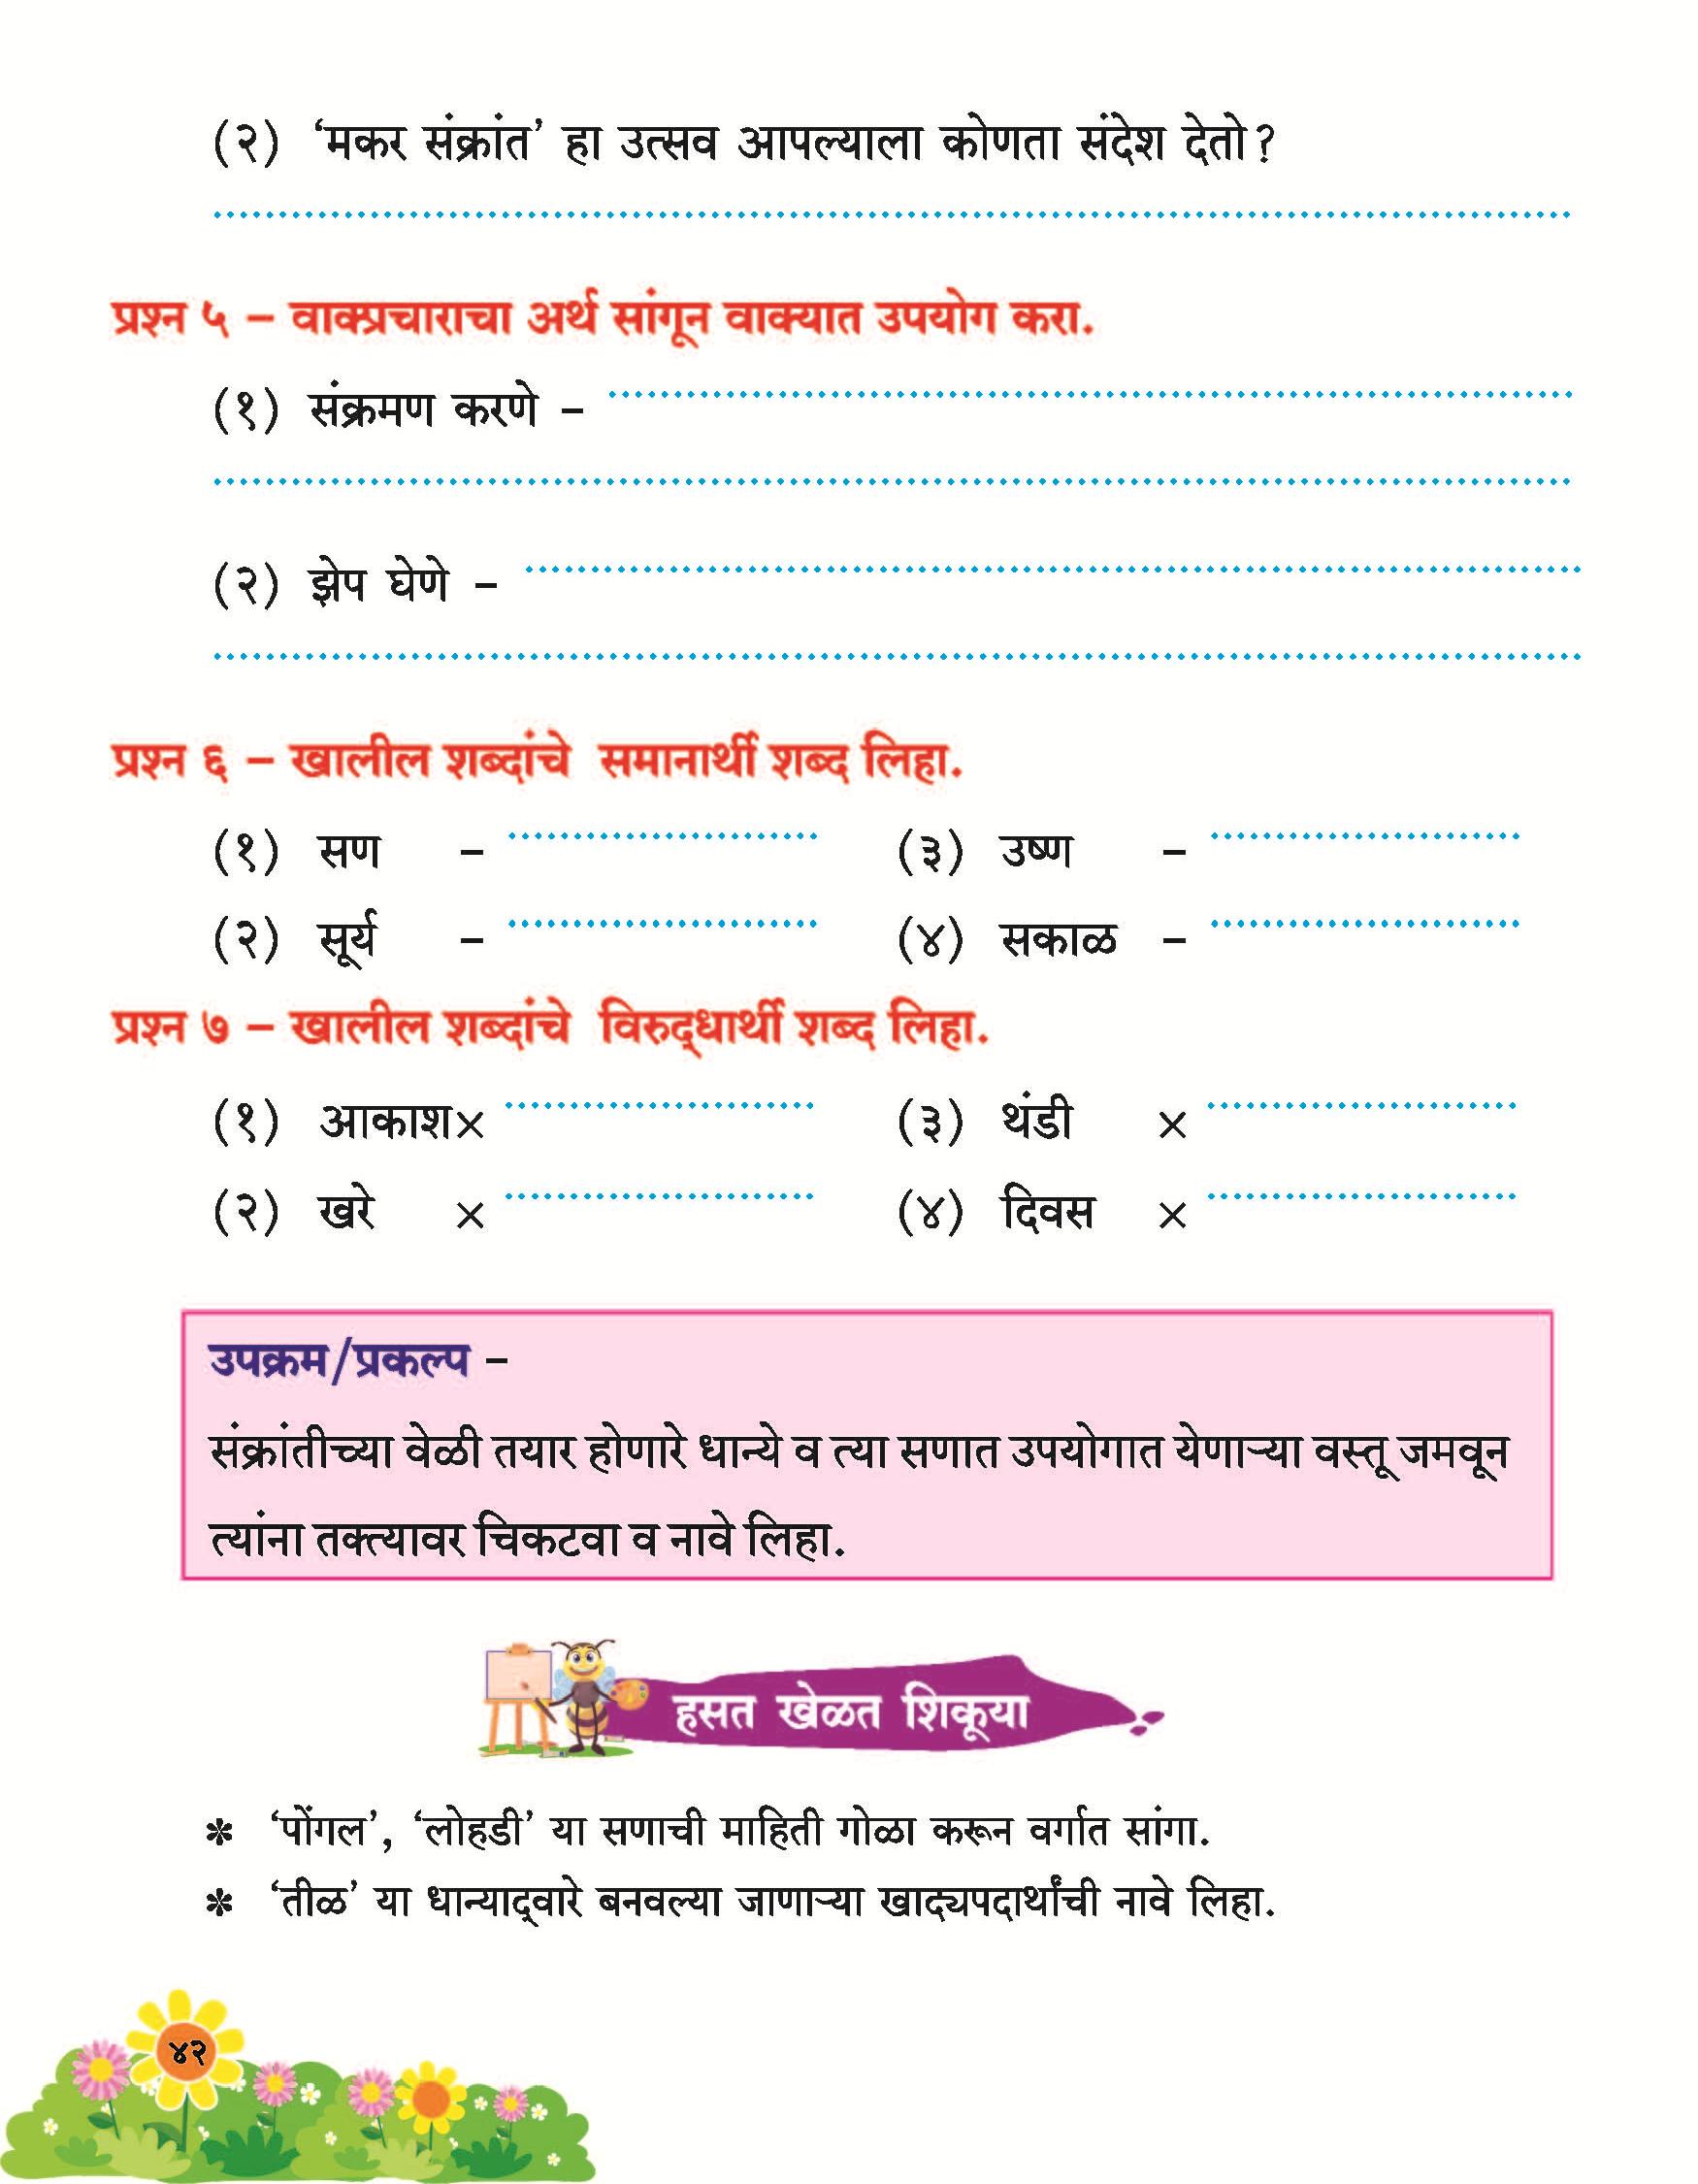 (२) ‘मकर संक्रांत’ हा उत्सव आपल्याला कोणता संदेश देतो?
प्रश्न ५ – वाक्प्रचाराचा अर्थ सांगून वाक्यात उपयोग करा.
(१) संक्रमण करणे –
(२) झेप घेणे –
प्रश्न ६ – खालील शब्दांचे समानार्थी शब्द लिहा.
(१) सण – (३) उष्ण –
(२) सूर्य – (४) सकाळ –
प्रश्न ७ – खालील शब्दांचे विरुद्धार्थी शब्द लिहा.
(१) आकाश× (३) थंडी ×
(२) खरे × (४) दिवस ×
उपक्रम/प्रकल्प –
संक्रांतीच्या वेळी तयार होणारे धान्ये व त्या सणात उपयोगात येणाऱ्या वस्तू जमवून
त्यांना तक्त्यावर चिकटवा व नावे लिहा.
हसत खेळत शिकूया
✽ ‘पोंगल’, ‘लोहडी’ या सणाची माहिती गोळा करून वर्गात सांगा.
✽ ‘तीळ’ या धान्याद्वारे बनवल्या जाणाऱ्या खाद्यपदार्थांची नावे लिहा.
४२